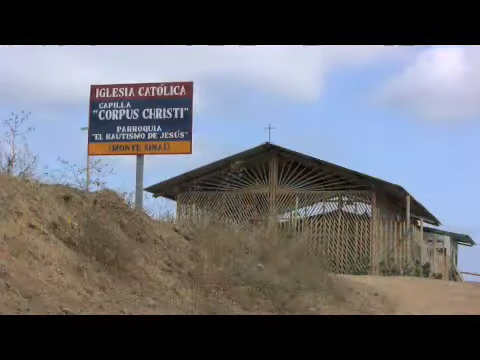 IGLESIA CATÓLICA
CAPILLA
"CORPUS CHRISTI"
PARROQUIA
"EL BAUTISMO DE JESÚS"
(MONTE SINAÍ)